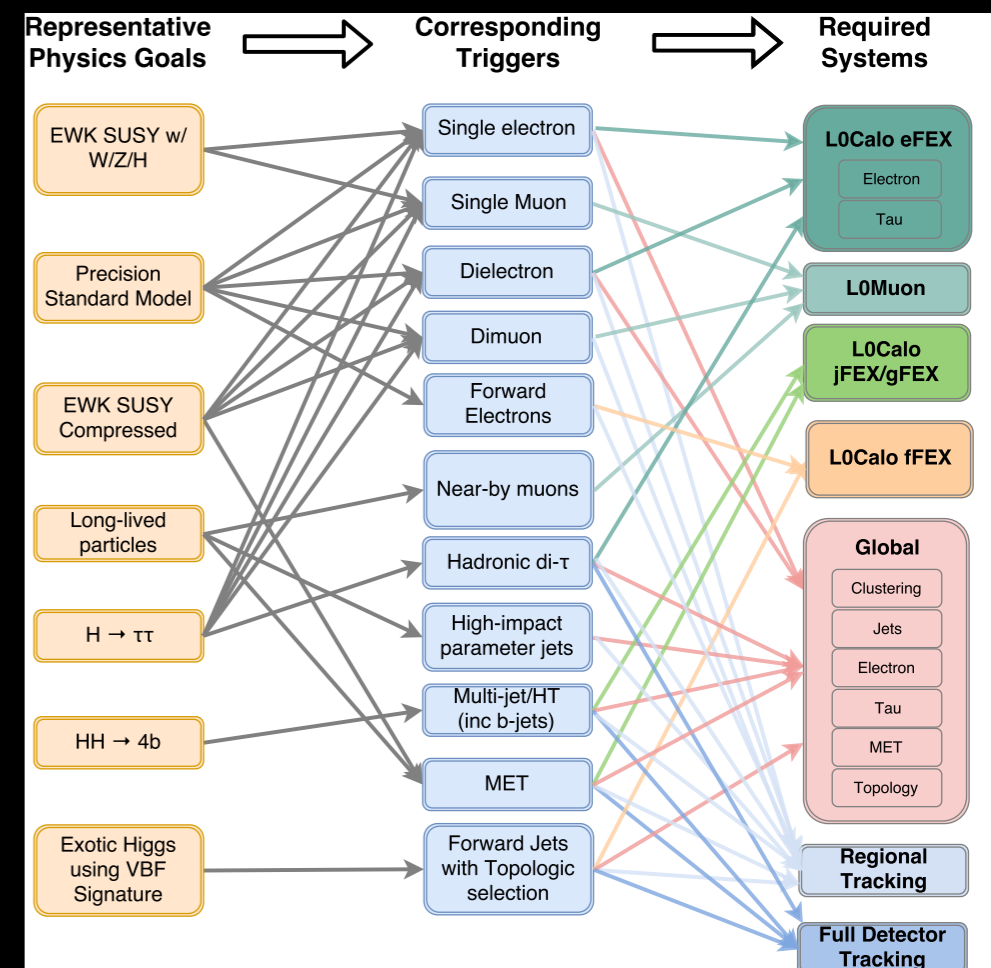 Representative
Physics Goals
Corresponding
Triggers
Required
Systems
EWK SUSY w/
W/Z/H
Precision
Standard Model
EWK SUSY
Compressed
Long-lived
particles
H → ττ
HH → 4b
Exotic Higgs
using VBF
Signature
Single electron
Single Muon
Dielectron
Dimuon
Forward
Electrons
Near-by muons
Hadronic di-τ
High-impact
parameter jets
Multi-jet/HT
(inc b-jets)
MET
Forward Jets
with Topologic
selection
L0Calo eFEX
Electron
Tau
L0Muon
L0Calo
jFEX/gFEX
L0Calo fFEX
Global
Clustering
Jets
Electron
Tau
MET
Topology
Regional
Tracking
Full Detector
Tracking